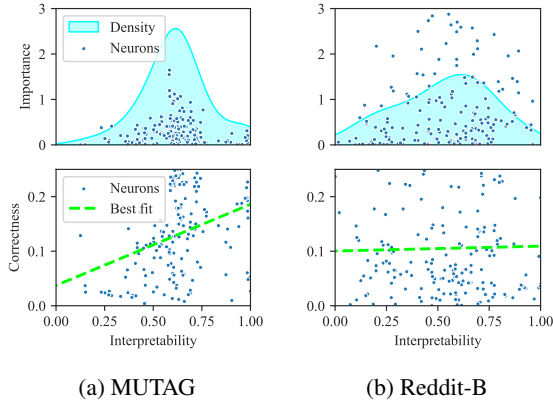 3
2
1
0
Importance
Density
Neurons
3
2
1
0
0.2
0.1
0.0
Correctness
Neurons
Best fit
0.00 0.25 0.50 0.75 1.00
Interpretability
0.2
0.1
0.0
0.00 0.25 0.50 0.75 1.00
Interpretability
(a) MUTAG
(b) Reddit-B